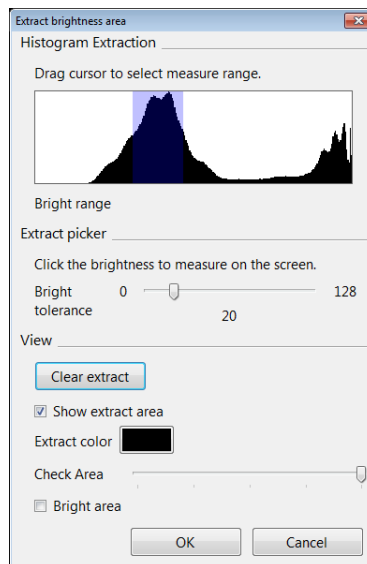 Extract brightness area
Histogram Extraction
Drag cursor to select measure range.
Bright range
Extract picker
Click the brightness to measure on the screen.
Bright tolerance 0 128
20
View
Clear extract
Show extract area
Extract color
Check Area
Bright area
OK Cancel